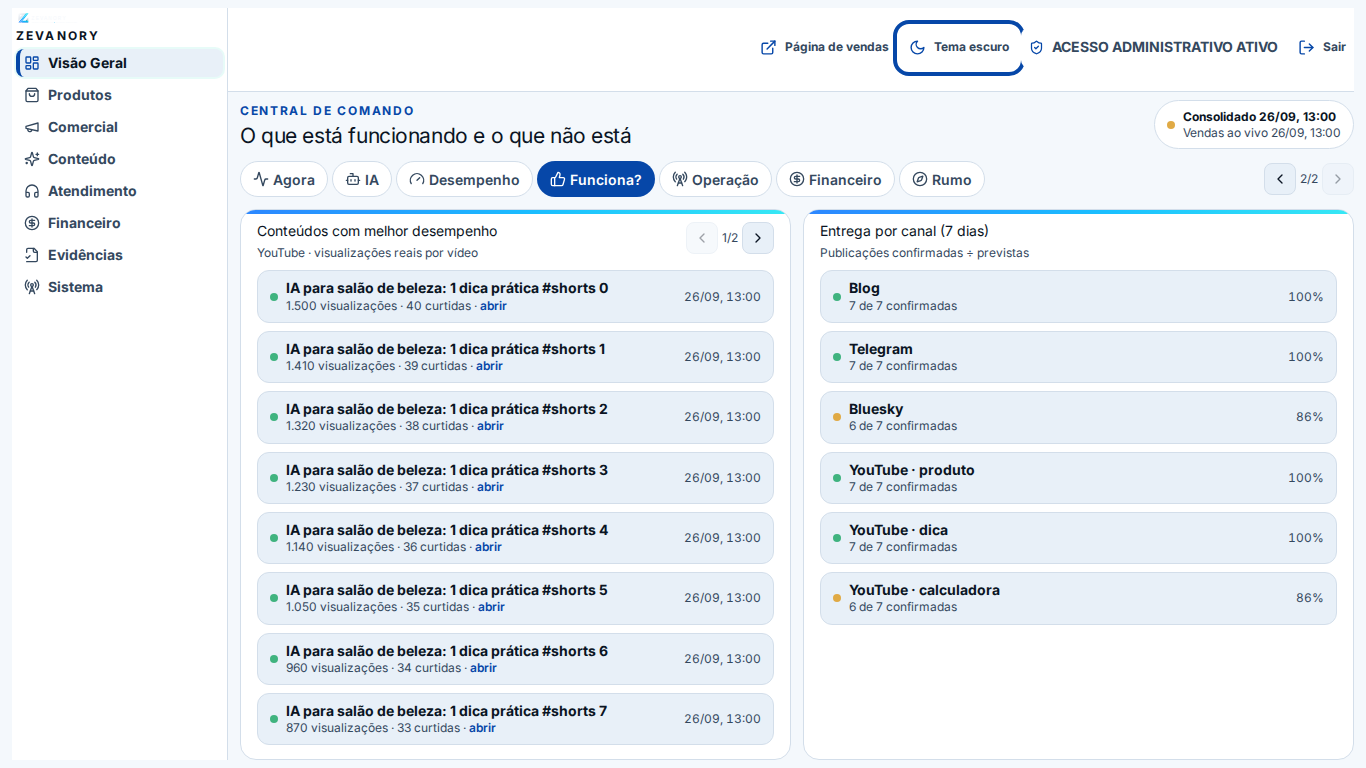 ZEVANORY
Visão Geral
Produtos
Comercial
Conteúdo
Atendimento
Financeiro
Evidências
Sistema
Página de vendas
Tema escuro
ACESSO ADMINISTRATIVO ATIVO
Sair
CENTRAL DE COMANDO
O que está funcionando e o que não está
Consolidado 26/09, 13:00
Vendas ao vivo 26/09, 13:00
Agora
IA
Desempenho
Funciona?
Operação
Financeiro
Rumo
2/2
Conteúdos com melhor desempenho
YouTube · visualizações reais por vídeo
1/2
IA para salão de beleza: 1 dica prática #shorts 0
1.500 visualizações · 40 curtidas · abrir
26/09, 13:00
IA para salão de beleza: 1 dica prática #shorts 1
1.410 visualizações · 39 curtidas · abrir
26/09, 13:00
IA para salão de beleza: 1 dica prática #shorts 2
1.320 visualizações · 38 curtidas · abrir
26/09, 13:00
IA para salão de beleza: 1 dica prática #shorts 3
1.230 visualizações · 37 curtidas · abrir
26/09, 13:00
IA para salão de beleza: 1 dica prática #shorts 4
1.140 visualizações · 36 curtidas · abrir
26/09, 13:00
IA para salão de beleza: 1 dica prática #shorts 5
1.050 visualizações · 35 curtidas · abrir
26/09, 13:00
IA para salão de beleza: 1 dica prática #shorts 6
960 visualizações · 34 curtidas · abrir
26/09, 13:00
IA para salão de beleza: 1 dica prática #shorts 7
870 visualizações · 33 curtidas · abrir
26/09, 13:00
Entrega por canal (7 dias)
Publicações confirmadas ÷ previstas
Blog
7 de 7 confirmadas
100%
Telegram
7 de 7 confirmadas
100%
Bluesky
6 de 7 confirmadas
86%
YouTube · produto
7 de 7 confirmadas
100%
YouTube · dica
7 de 7 confirmadas
100%
YouTube · calculadora
6 de 7 confirmadas
86%